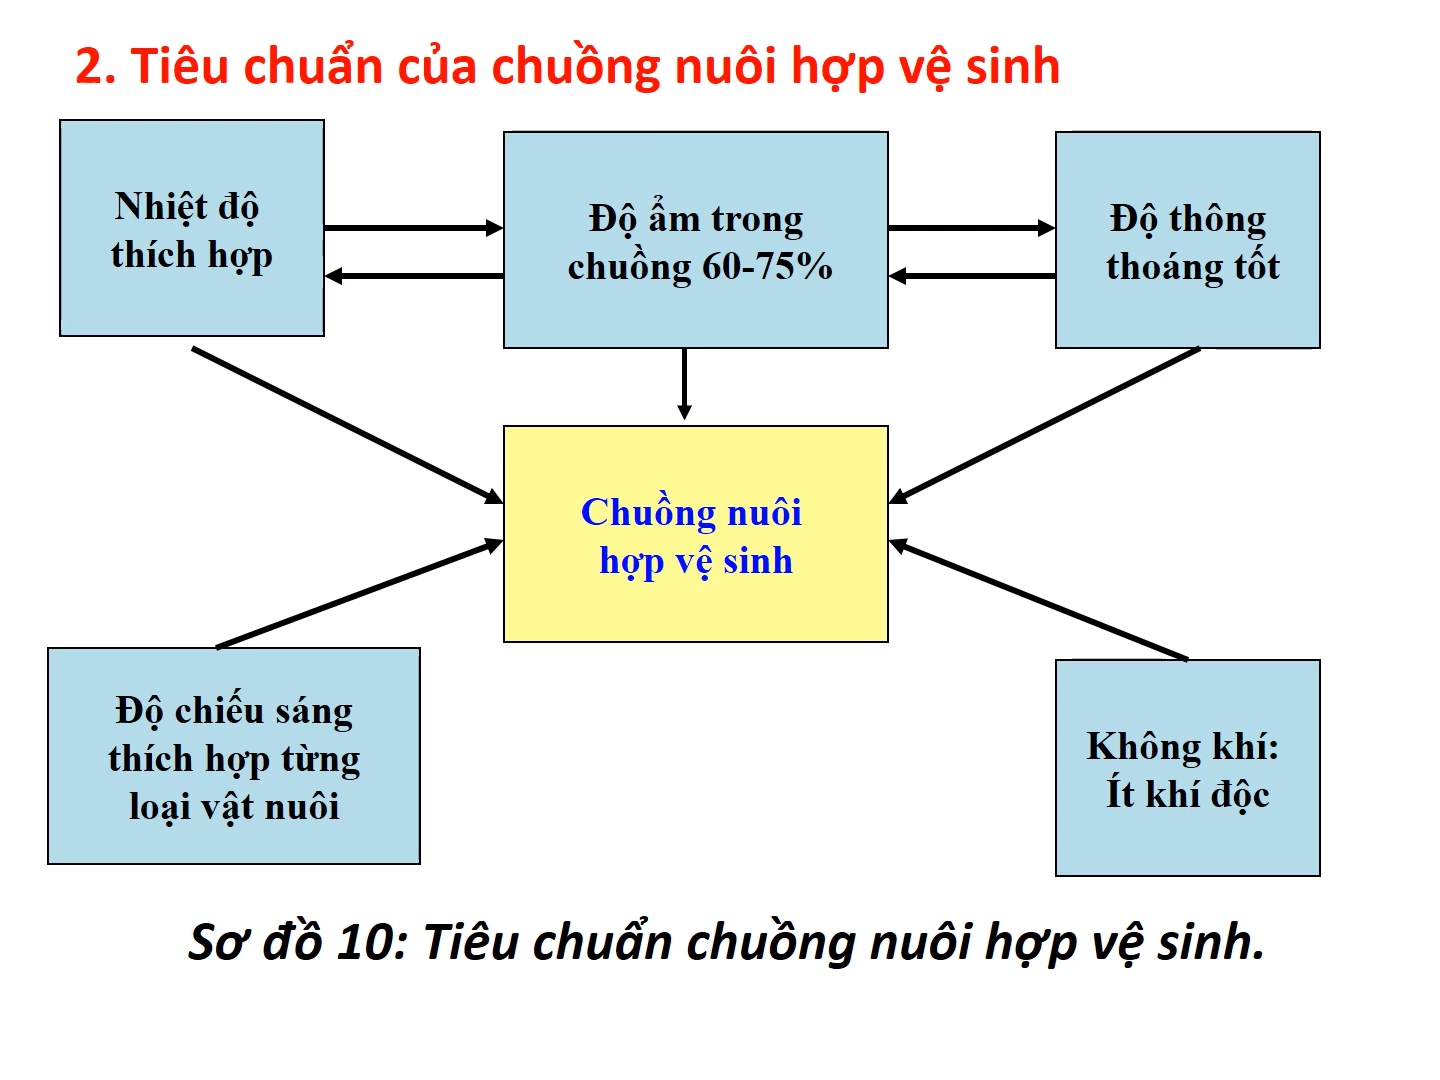 2. Tiêu chuẩn của chuồng nuôi hợp vệ sinh
Nhiệt độ
thích hợp
Độ ẩm trong
chuồng 60-75%
Độ thông
thoáng tốt
Chuồng nuôi
hợp vệ sinh
Độ chiếu sáng
thích hợp từng
loại vật nuôi
Không khí:
Ít khí độc
Sơ đồ 10: Tiêu chuẩn chuồng nuôi hợp vệ sinh.